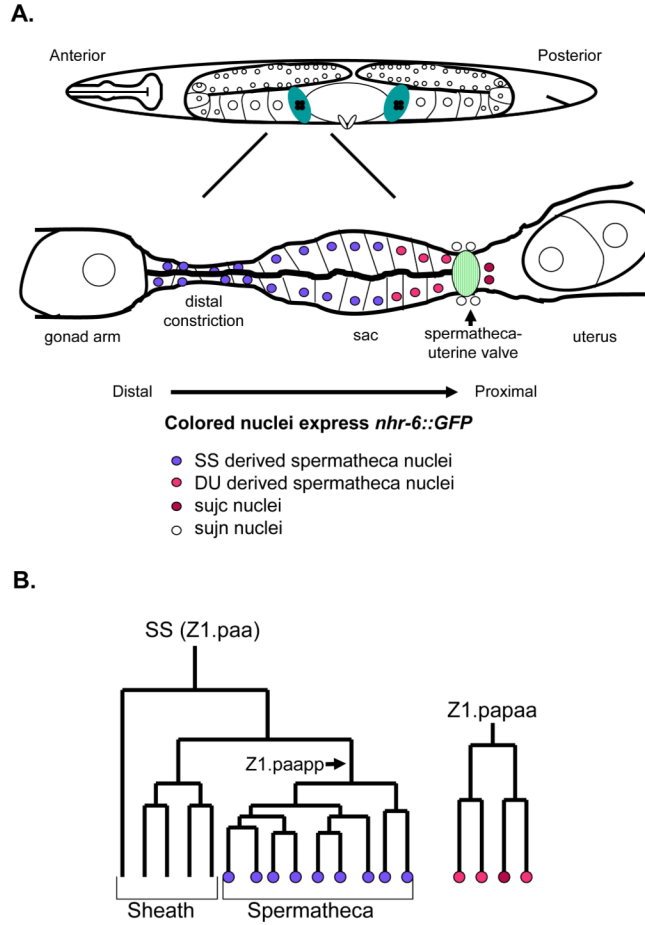 A.
Anterior
Posterior
distal
constriction
gonad arm
sac
spermatheca-
uterine valve
uterus
Distal
Proximal
Colored nuclei express nhr-6::GFP
SS derived spermatheca nuclei
DU derived spermatheca nuclei
sujc nuclei
sujn nuclei
B.
SS (Z1.paa)
Z1.papaa
Z1.paapp
Sheath
Spermatheca